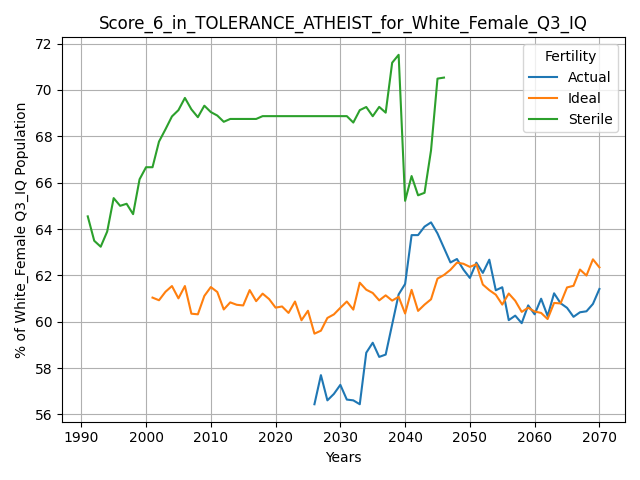 Score_6_in_TOLERANCE_ATHEIST_for_White_Female_Q3_IQ
% of White_Female Q3_IQ Population
72
70
68
66
64
62
60
58
56
Fertility
Actual
Ideal
Sterile
1990 2000 2010 2020 2030 2040 2050 2060 2070
Years